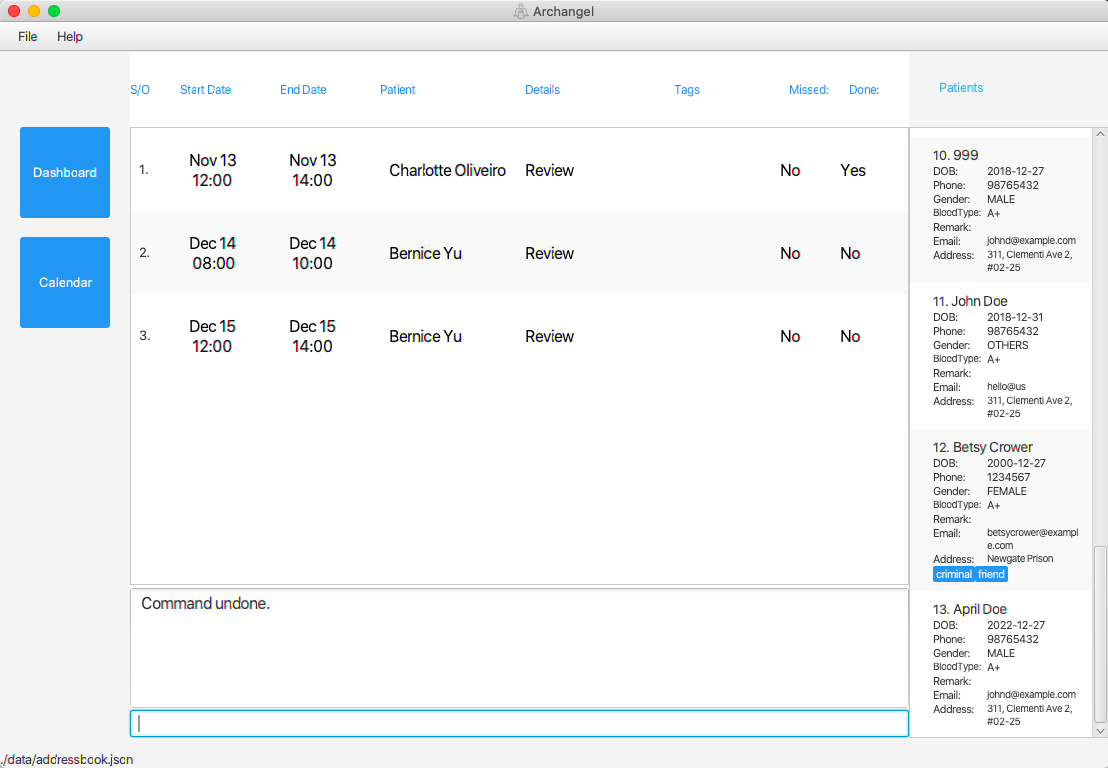 Archangel
File Help
S/O Start Date End Date Patient Details Tags Missed: Done:
Patients
Dashboard
Calendar
1. Nov 13 12:00 Nov 13 14:00 Charlotte Oliveiro Review No Yes
2. Dec 14 08:00 Dec 14 10:00 Bernice Yu Review No No
3. Dec 15 12:00 Dec 15 14:00 Bernice Yu Review No No
Command undone.
10. 999
DOB: 2018-12-27
Phone: 98765432
Gender: MALE
BloodType: A+
Remark:
Email: johnd@example.com
Address: 311, Clementi Ave 2,
#02-25
11. John Doe
DOB: 2018-12-31
Phone: 98765432
Gender: OTHERS
BloodType: A+
Remark:
Email: hello@us
Address: 311, Clementi Ave 2,
#02-25
12. Betsy Crower
DOB: 2000-12-27
Phone: 1234567
Gender: FEMALE
BloodType: A+
Remark:
Email: betsycrower@exampl
e.com
Address: Newgate Prison
criminal friend
13. April Doe
DOB: 2022-12-27
Phone: 98765432
Gender: MALE
BloodType: A+
Remark:
Email: johnd@example.com
Address: 311, Clementi Ave 2,
#02-25
./data/addressbook.json